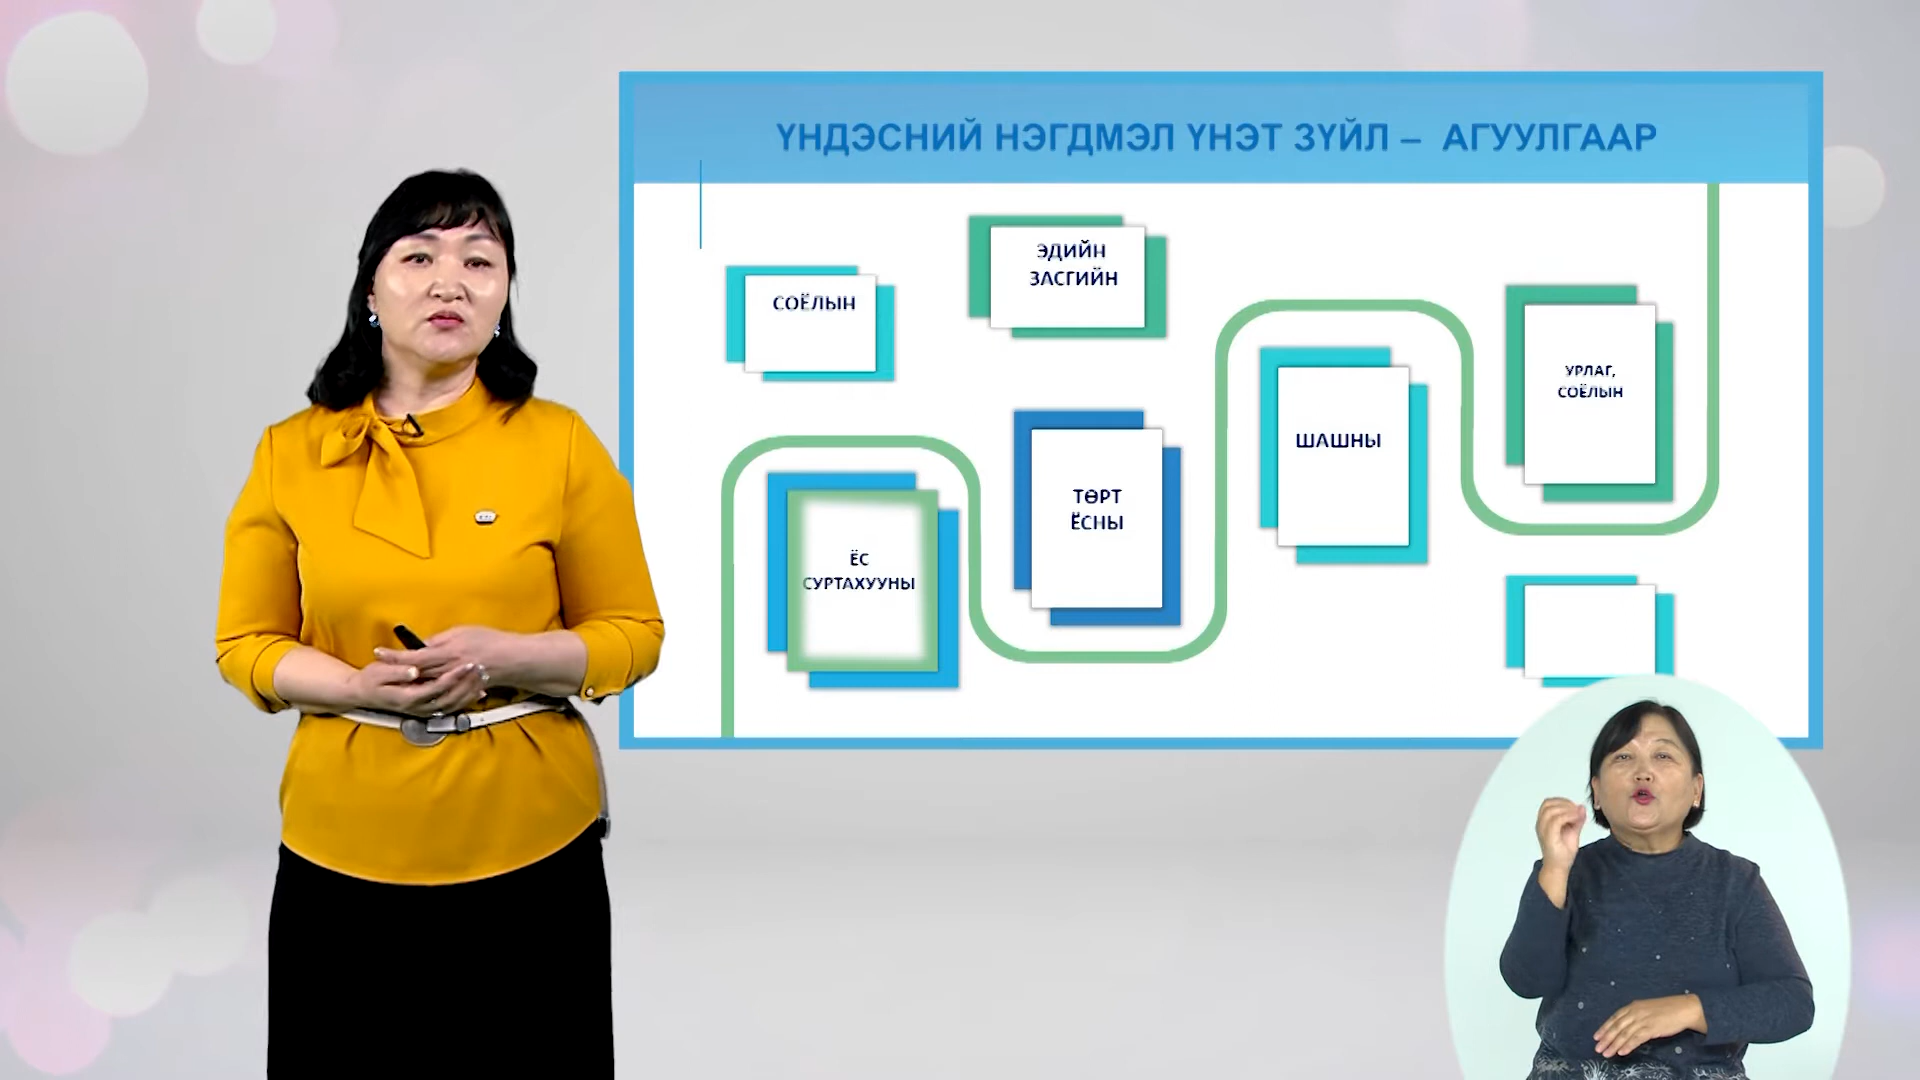 ҮНДЭСНИЙ НЭГДМЭЛ ҮНЭТ ЗҮЙЛ – АГУУЛГААР
СОЁЛЫН
ЭДИЙН
ЗАСГИЙН
ЁС
СУРТАХУУНЫ
ТӨРТ
ЁСНЫ
ШАШНЫ
УРЛАГ,
СОЁЛЫН